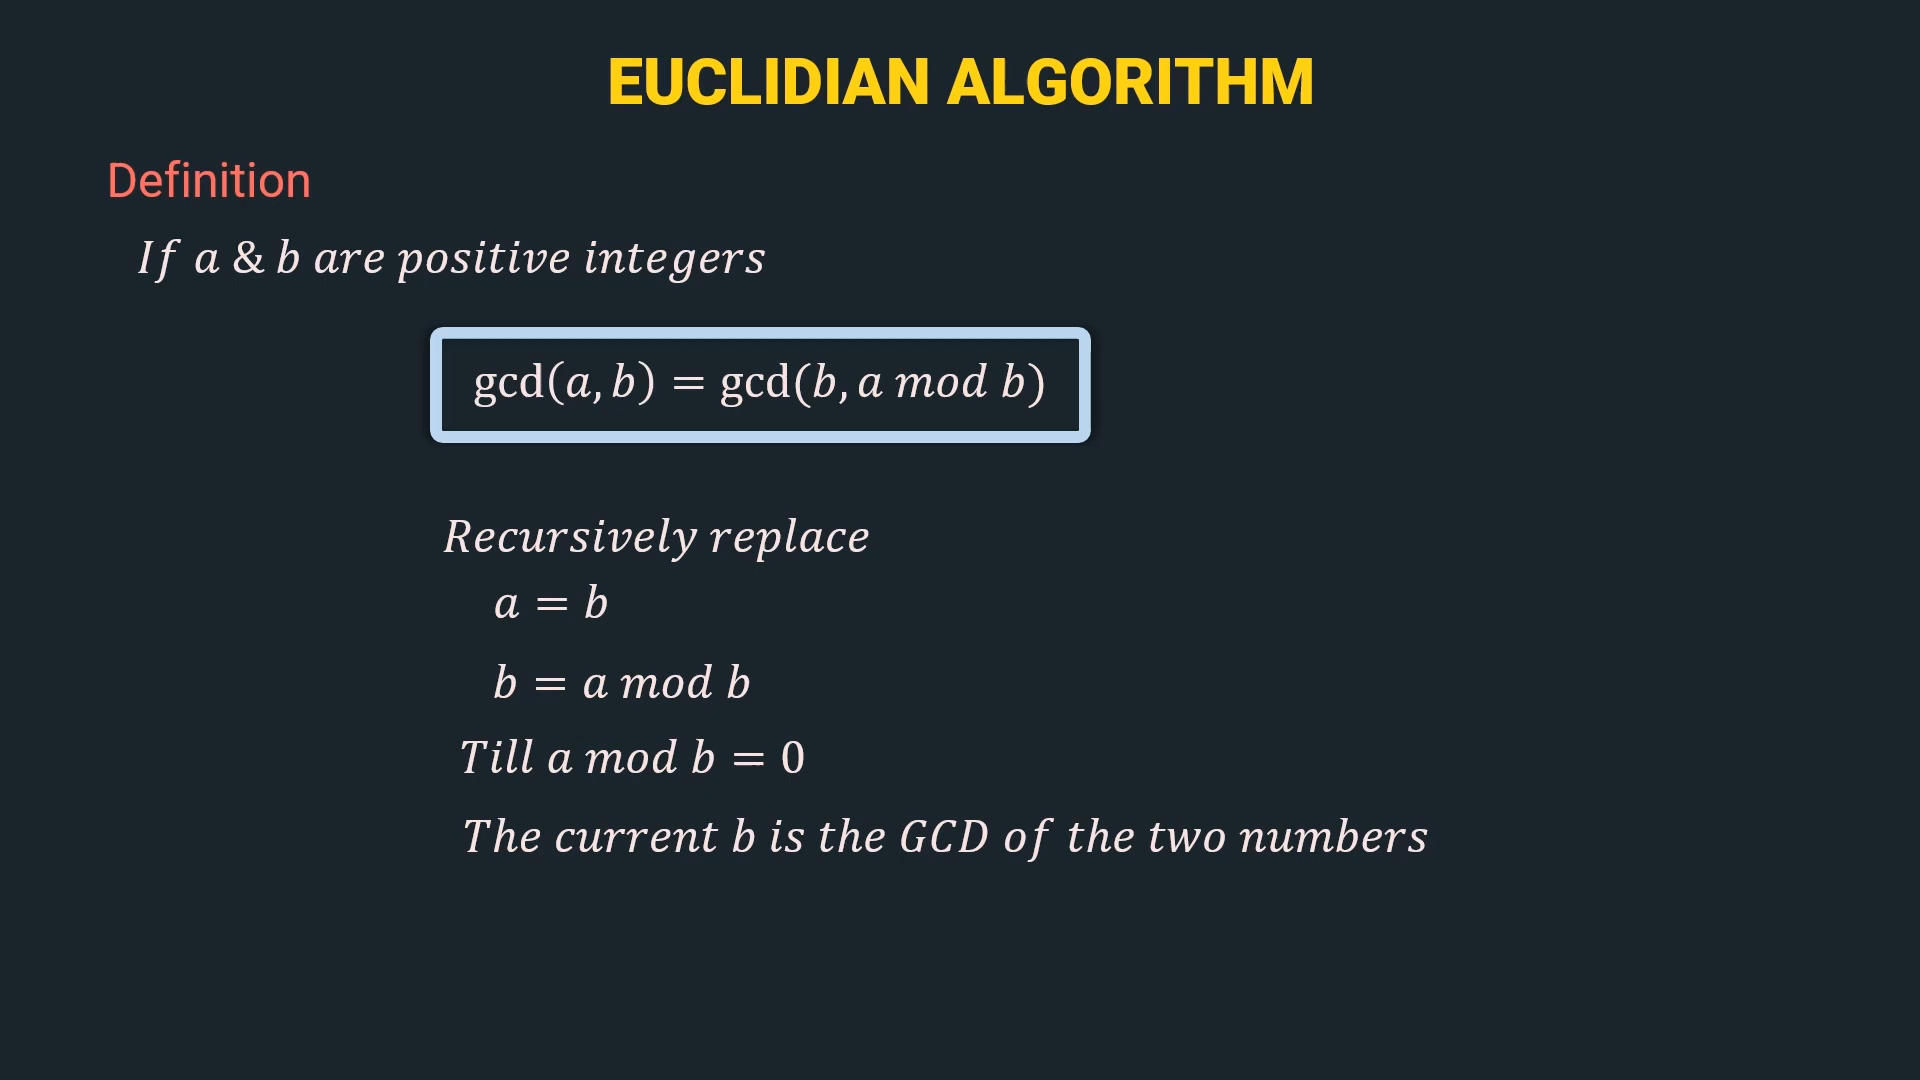 EUCLIDIAN ALGORITHM
Definition
If a & b are positive integers
gcd(a, b) = gcd(b, a mod b)
Recursively replace
a = b
b = a mod b
Till a mod b = 0
The current b is the GCD of the two numbers